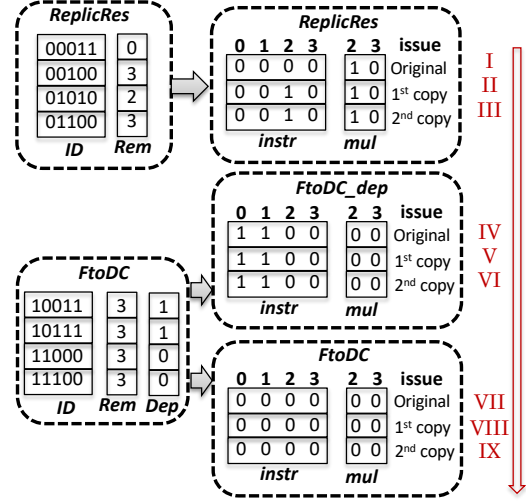 ReplicRes
00011 0
00100 3
01010 2
01100 3
ID Rem
ReplicRes
0 1 2 3 2 3 issue
0 0 0 0 1 0 Original
0 0 1 0 1 0 1st copy
0 0 1 0 1 0 2nd copy
instr mul
I
II
III
FtoDC_dep
0 1 2 3 2 3 issue
1 1 0 0 0 0 Original
1 1 0 0 0 0 1st copy
1 1 0 0 0 0 2nd copy
instr mul
IV
V
VI
FtoDC
10011 3 1
10111 3 1
11000 3 0
11100 3 0
ID Rem Dep
FtoDC
0 1 2 3 2 3 issue
0 0 0 0 0 0 Original
0 0 0 0 0 0 1st copy
0 0 0 0 0 0 2nd copy
instr mul
VII
VIII
IX